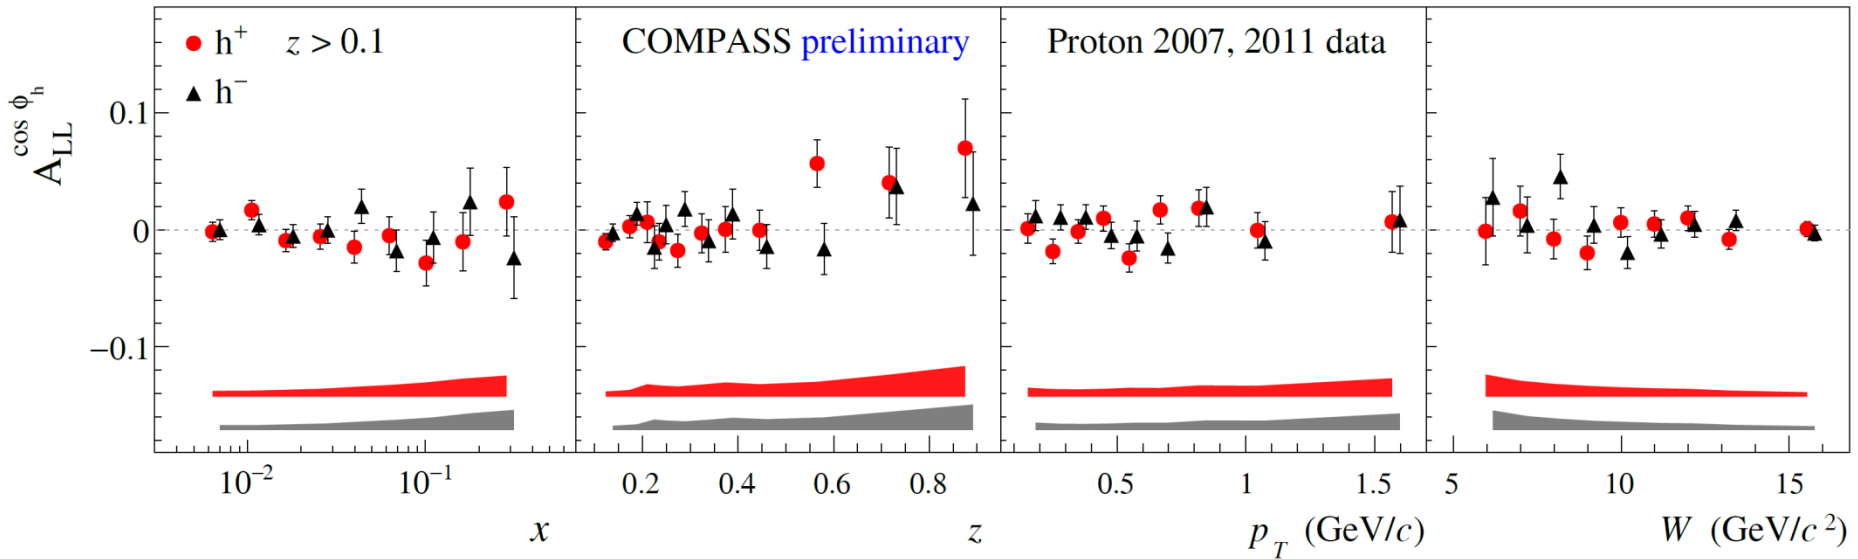 h+ z > 0.1
h−
COMPASS preliminary
Proton 2007, 2011 data
A_LL^cos ϕ_h
0.1
0
−0.1
10−2 10−1
x
0.2 0.4 0.6 0.8
z
0.5 1 1.5
p_T (GeV/c)
5 10 15
W (GeV/c²)